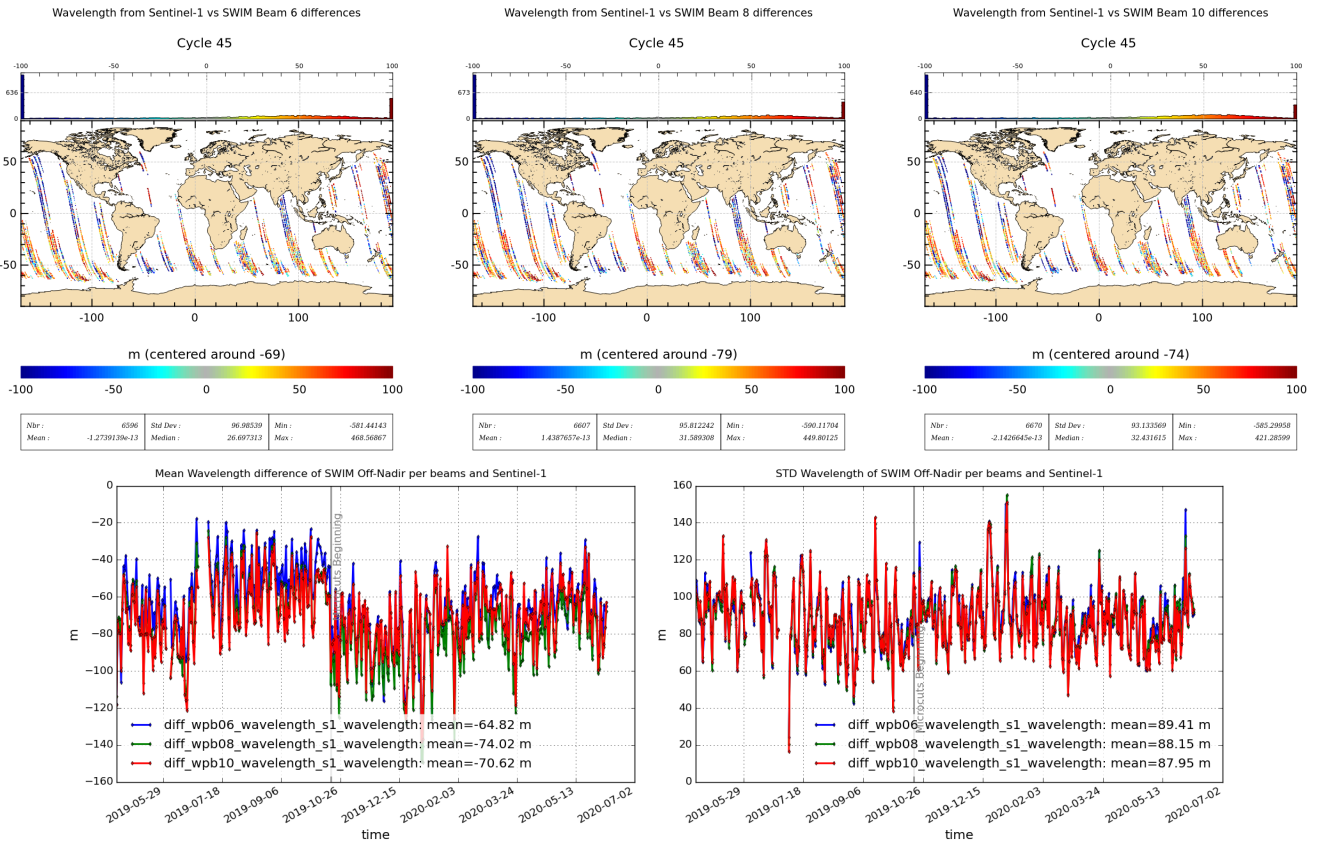 Wavelength from Sentinel-1 vs SWIM Beam 6 differences
Cycle 45
-100 -50 0 50 100
636
0
50
0
-50
-100 0 100
m (centered around -69)
-100 -50 0 50 100
Nbr : 6596 Std Dev : 96.98539 Min : -581.44143
Mean : -1.2739139e-13 Median : 26.697313 Max : 468.56867
Wavelength from Sentinel-1 vs SWIM Beam 8 differences
Cycle 45
-100 -50 0 50 100
673
0
50
0
-50
-100 0 100
m (centered around -79)
-100 -50 0 50 100
Nbr : 6607 Std Dev : 95.812242 Min : -590.11704
Mean : 1.4387657e-13 Median : 31.589308 Max : 449.80125
Wavelength from Sentinel-1 vs SWIM Beam 10 differences
Cycle 45
-100 -50 0 50 100
640
0
50
0
-50
-100 0 100
m (centered around -74)
-100 -50 0 50 100
Nbr : 6670 Std Dev : 93.133569 Min : -585.29958
Mean : -2.1426645e-13 Median : 32.431615 Max : 421.28599
Mean Wavelength difference of SWIM Off-Nadir per beams and Sentinel-1
0
−20
−40
−60
−80
−100
−120
−140
−160
m
Beginning
diff_wpb06_wavelength_s1_wavelength: mean=-64.82 m
diff_wpb08_wavelength_s1_wavelength: mean=-74.02 m
diff_wpb10_wavelength_s1_wavelength: mean=-70.62 m
2019-05-29 2019-07-18 2019-09-06 2019-10-26 2019-12-15 2020-02-03 2020-03-24 2020-05-13 2020-07-02
time
STD Wavelength of SWIM Off-Nadir per beams and Sentinel-1
160
140
120
100
80
60
40
20
0
m
Microcuts Beginning
diff_wpb06_wavelength_s1_wavelength: mean=89.41 m
diff_wpb08_wavelength_s1_wavelength: mean=88.15 m
diff_wpb10_wavelength_s1_wavelength: mean=87.95 m
2019-05-29 2019-07-18 2019-09-06 2019-10-26 2019-12-15 2020-02-03 2020-03-24 2020-05-13 2020-07-02
time